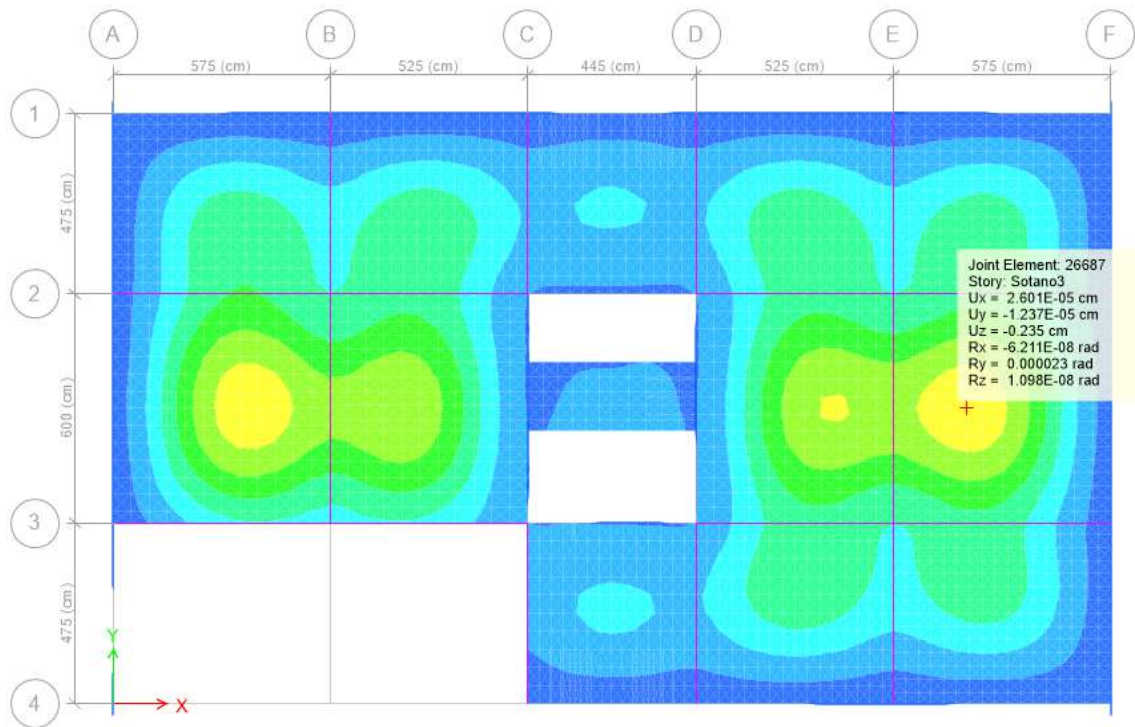 A B C D E F
575 (cm) 525 (cm) 445 (cm) 525 (cm) 575 (cm)
1
475 (cm)
2
600 (cm)
3
475 (cm)
4
Joint Element: 26687
Story: Sotano3
Ux = 2.601E-05 cm
Uy = -1.237E-05 cm
Uz = -0.235 cm
Rx = -6.211E-08 rad
Ry = 0.000023 rad
Rz = 1.098E-08 rad
Y
X